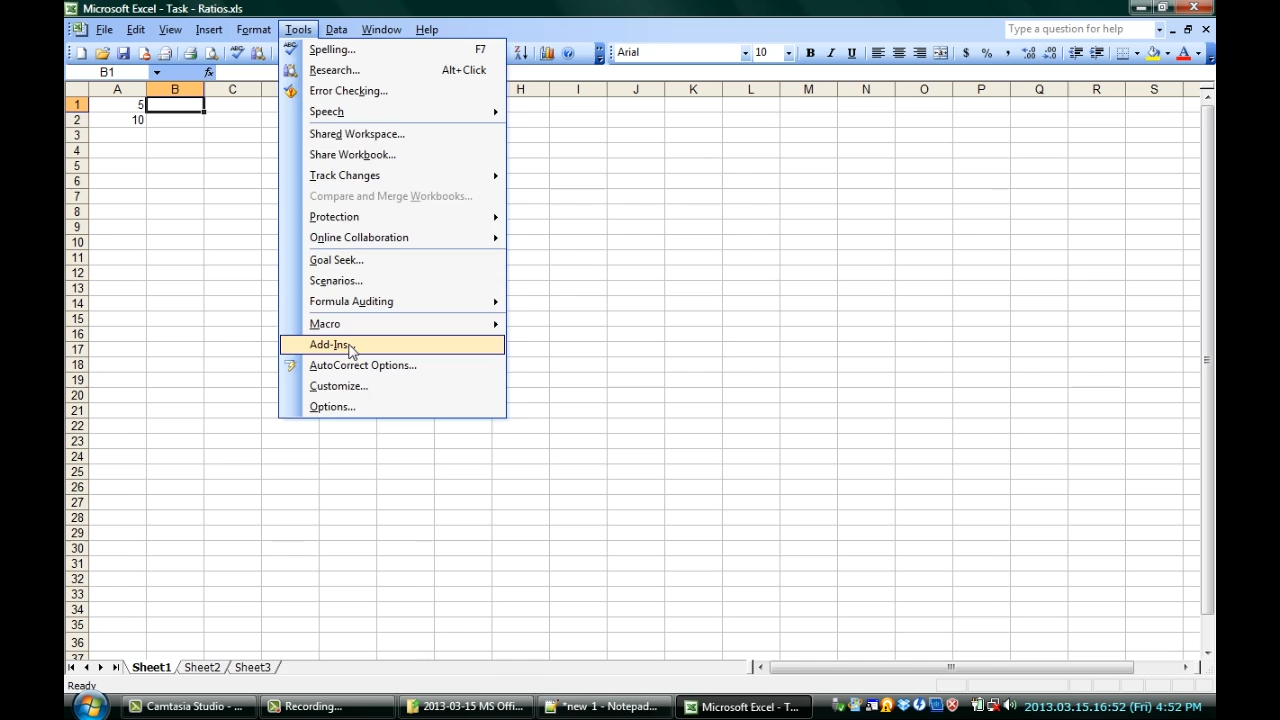 Microsoft Excel - Task - Ratios.xls
File Edit View Insert Format Tools Data Window Help
Type a question for help
Arial 10 B I U $ % ,
B1 fx
A B C H I J K L M N O P Q R S
1 5
2 10
3
4
5
6
7
8
9
10
11
12
13
14
15
16
17
18
19
20
21
22
23
24
25
26
27
28
29
30
31
32
33
34
35
36
37
Spelling... F7
Research... Alt+Click
Error Checking...
Speech
Shared Workspace...
Share Workbook...
Track Changes
Compare and Merge Workbooks...
Protection
Online Collaboration
Goal Seek...
Scenarios...
Formula Auditing
Macro
Add-Ins...
AutoCorrect Options...
Customize...
Options...
Sheet1 Sheet2 Sheet3
Ready
Camtasia Studio - ... Recording... 2013-03-15 MS Offi... *new 1 - Notepad... Microsoft Excel - T... 2013.03.15.16:52 (Fri) 4:52 PM